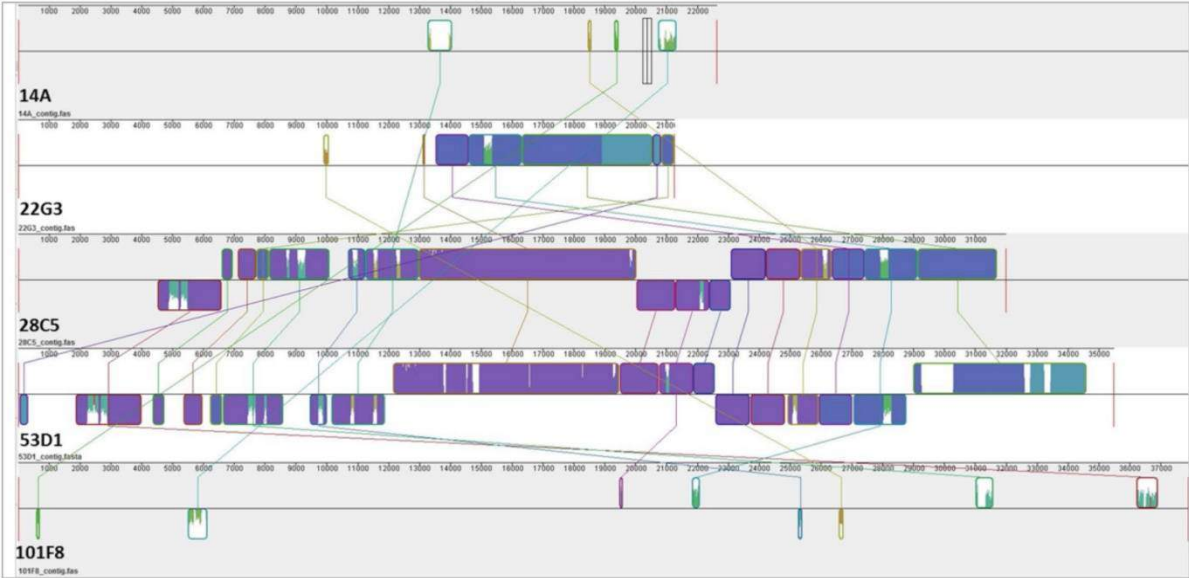 1000 2000 3000 4000 5000 6000 7000 8000 9000 10000 11000 12000 13000 14000 15000 16000 17000 18000 19000 20000 21000 22000
14A
14A_contig.fas
1000 2000 3000 4000 5000 6000 7000 8000 9000 10000 11000 12000 13000 14000 15000 16000 17000 18000 19000 20000 21000
22G3
22G3_contig.fas
1000 2000 3000 4000 5000 6000 7000 8000 9000 10000 11000 12000 13000 14000 15000 16000 17000 18000 19000 20000 21000 22000 23000 24000 25000 26000 27000 28000 29000 30000 31000
28C5
28C5_contig.fas
1000 2000 3000 4000 5000 6000 7000 8000 9000 10000 11000 12000 13000 14000 15000 16000 17000 18000 19000 20000 21000 22000 23000 24000 25000 26000 27000 28000 29000 30000 31000 32000 33000 34000 35000
53D1
53D1_contig.fasta
1000 2000 3000 4000 5000 6000 7000 8000 9000 10000 11000 12000 13000 14000 15000 16000 17000 18000 19000 20000 21000 22000 23000 24000 25000 26000 27000 28000 29000 30000 31000 32000 33000 34000 35000 36000 37000
101F8
101F8_contig.fas